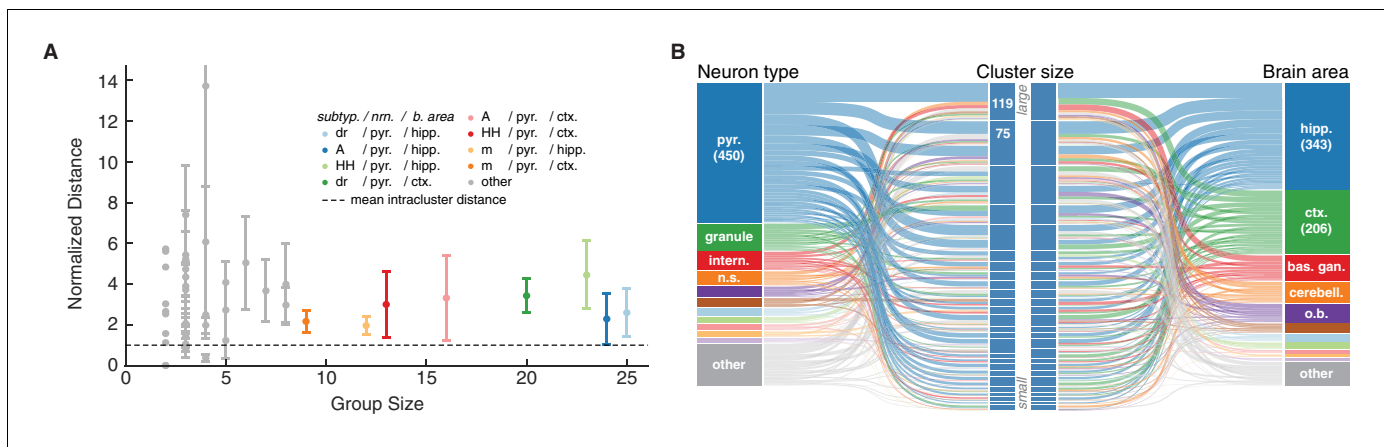 A
Normalized Distance
14
12
10
8
6
4
2
0
0 5 10 15 20 25
Group Size
subtyp. / nrn. / b. area
dr / pyr. / hipp.
A / pyr. / hipp.
HH / pyr. / hipp.
dr / pyr. / ctx.
A / pyr. / ctx.
HH / pyr. / ctx.
m / pyr. / hipp.
m / pyr. / ctx.
other
mean intracluster distance
B
Neuron type
Cluster size
Brain area
pyr.
(450)
granule
intern.
n.s.
other
119
75
large
small
hipp.
(343)
ctx.
(206)
bas. gan.
cerebell.
o.b.
other